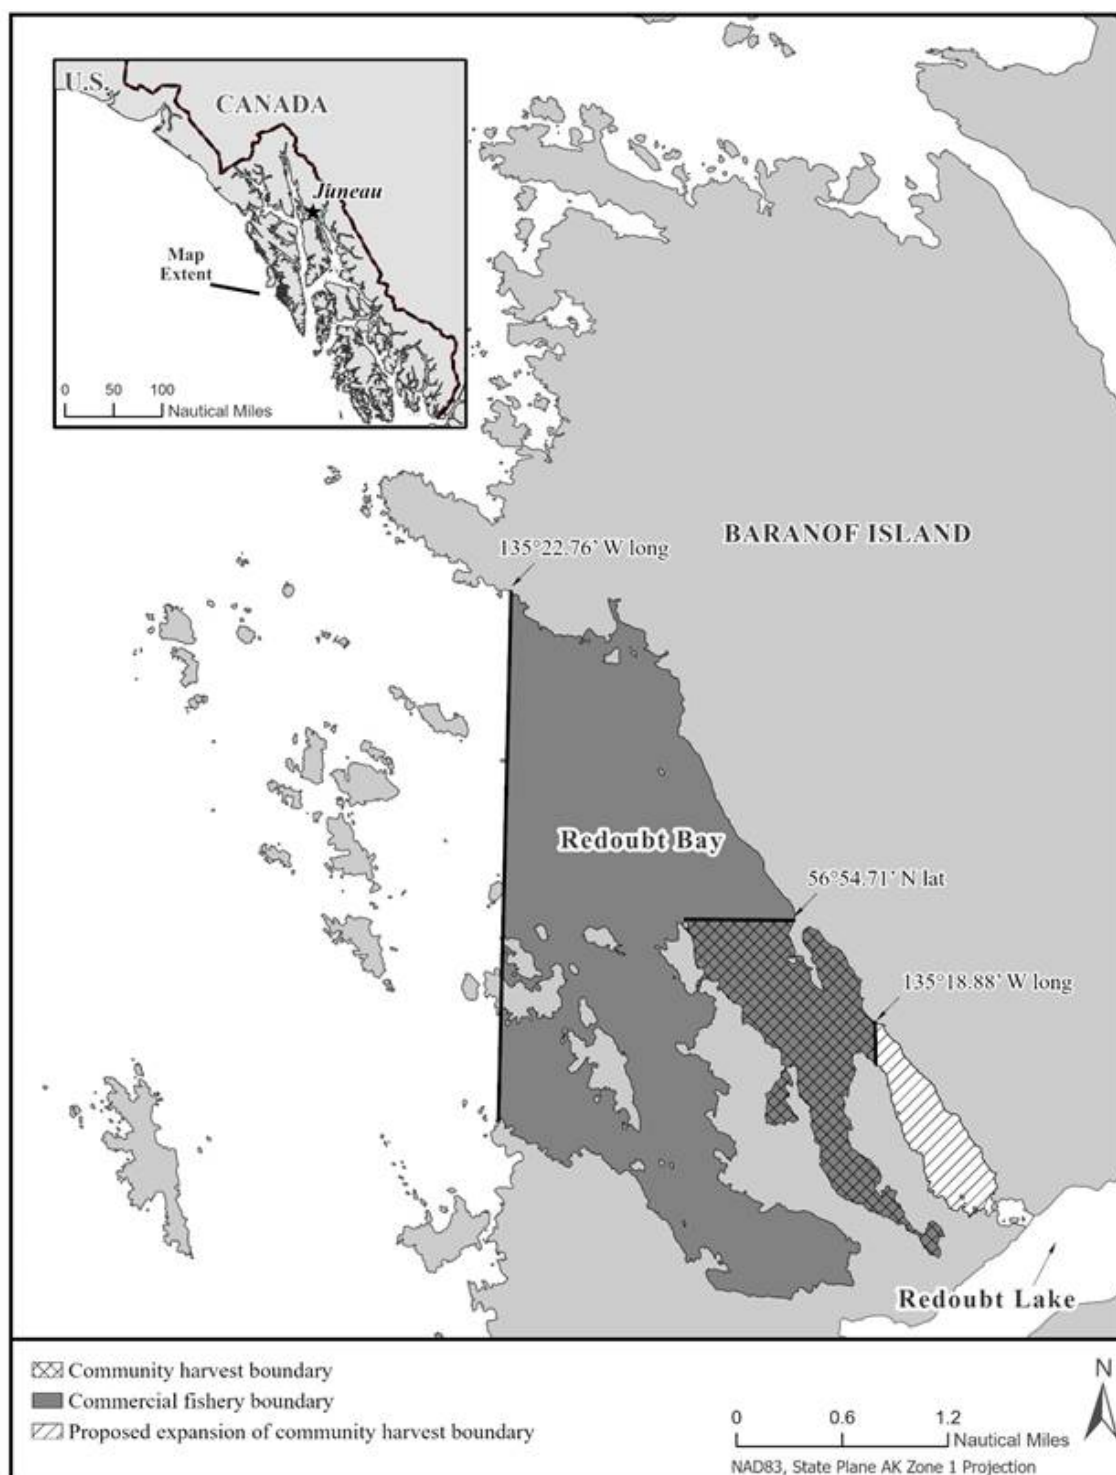 U.S.
CANADA
Juneau
Map
Extent
0 50 100
Nautical Miles
BARANOF ISLAND
135°22.76’ W long
Redoubt Bay
56°54.71’ N lat
135°18.88’ W long
Redoubt Lake
Community harvest boundary
Commercial fishery boundary
Proposed expansion of community harvest boundary
N
0 0.6 1.2
Nautical Miles
NAD83, State Plane AK Zone 1 Projection